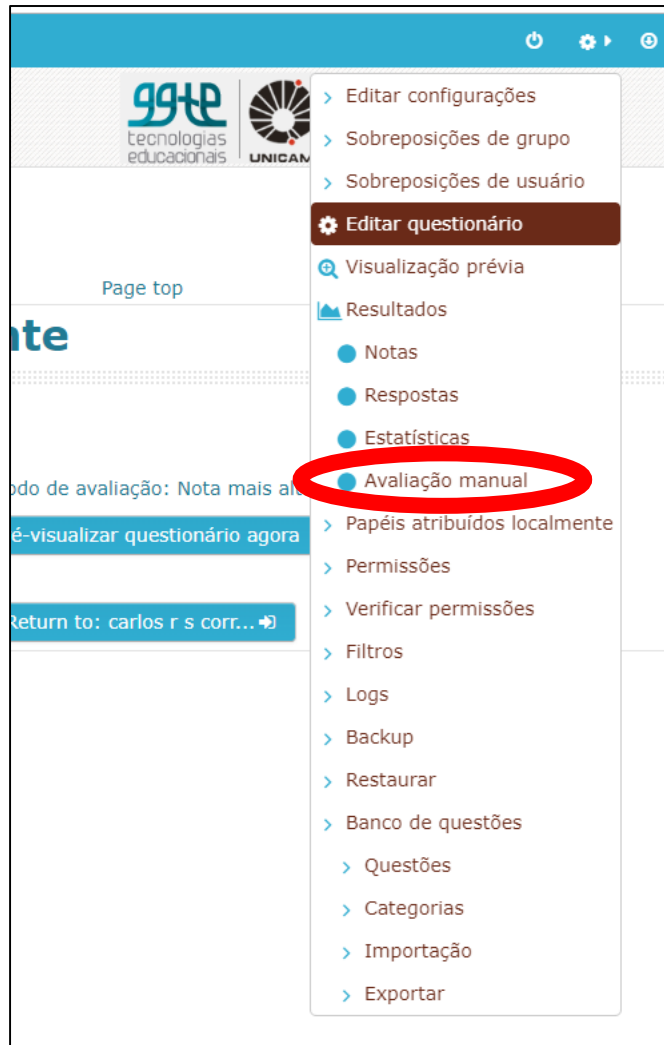 ggte
tecnologias
educacionais
UNICAM
Editar configurações
Sobreposições de grupo
Sobreposições de usuário
Editar questionário
Visualização prévia
Page top
Resultados
nte
Notas
Respostas
Estatísticas
odo de avaliação: Nota mais alt
Avaliação manual
é-visualizar questionário agora
Papéis atribuídos localmente
Permissões
Verificar permissões
Return to: carlos r s corr...
Filtros
Logs
Backup
Restaurar
Banco de questões
Questões
Categorias
Importação
Exportar